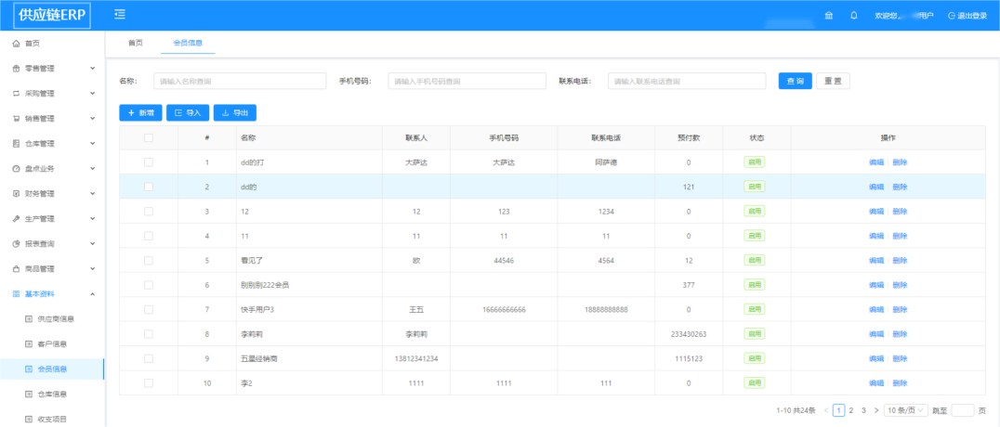 供应链ERP
欢迎您, 用户 退出登录
首页
零售管理
采购管理
销售管理
仓库管理
盘点业务
财务管理
生产管理
报表查询
商品管理
基本资料
供应商信息
客户信息
会员信息
仓库信息
收支项目
首页 会员信息
名称: 请输入名称查询 手机号码: 请输入手机号码查询 联系电话: 请输入联系电话查询 查询 重置
+ 新增 导入 导出
# 名称 联系人 手机号码 联系电话 预付款 状态 操作
1 dd的打 大萨达 大萨达 阿萨德 0 启用 编辑 删除
2 dd的 121 启用 编辑 删除
3 12 12 123 1234 0 启用 编辑 删除
4 11 11 11 11 0 启用 编辑 删除
5 看见了 欧 44546 4564 12 启用 编辑 删除
6 别别别222会员 377 启用 编辑 删除
7 快手用户3 王五 16666666666 18888888888 0 启用 编辑 删除
8 李莉莉 李莉莉 233430263 启用 编辑 删除
9 五星经销商 13812341234 1115123 启用 编辑 删除
10 李2 1111 1111 111 0 启用 编辑 删除
1-10 共24条 < 1 2 3 > 10 条/页 跳至 页